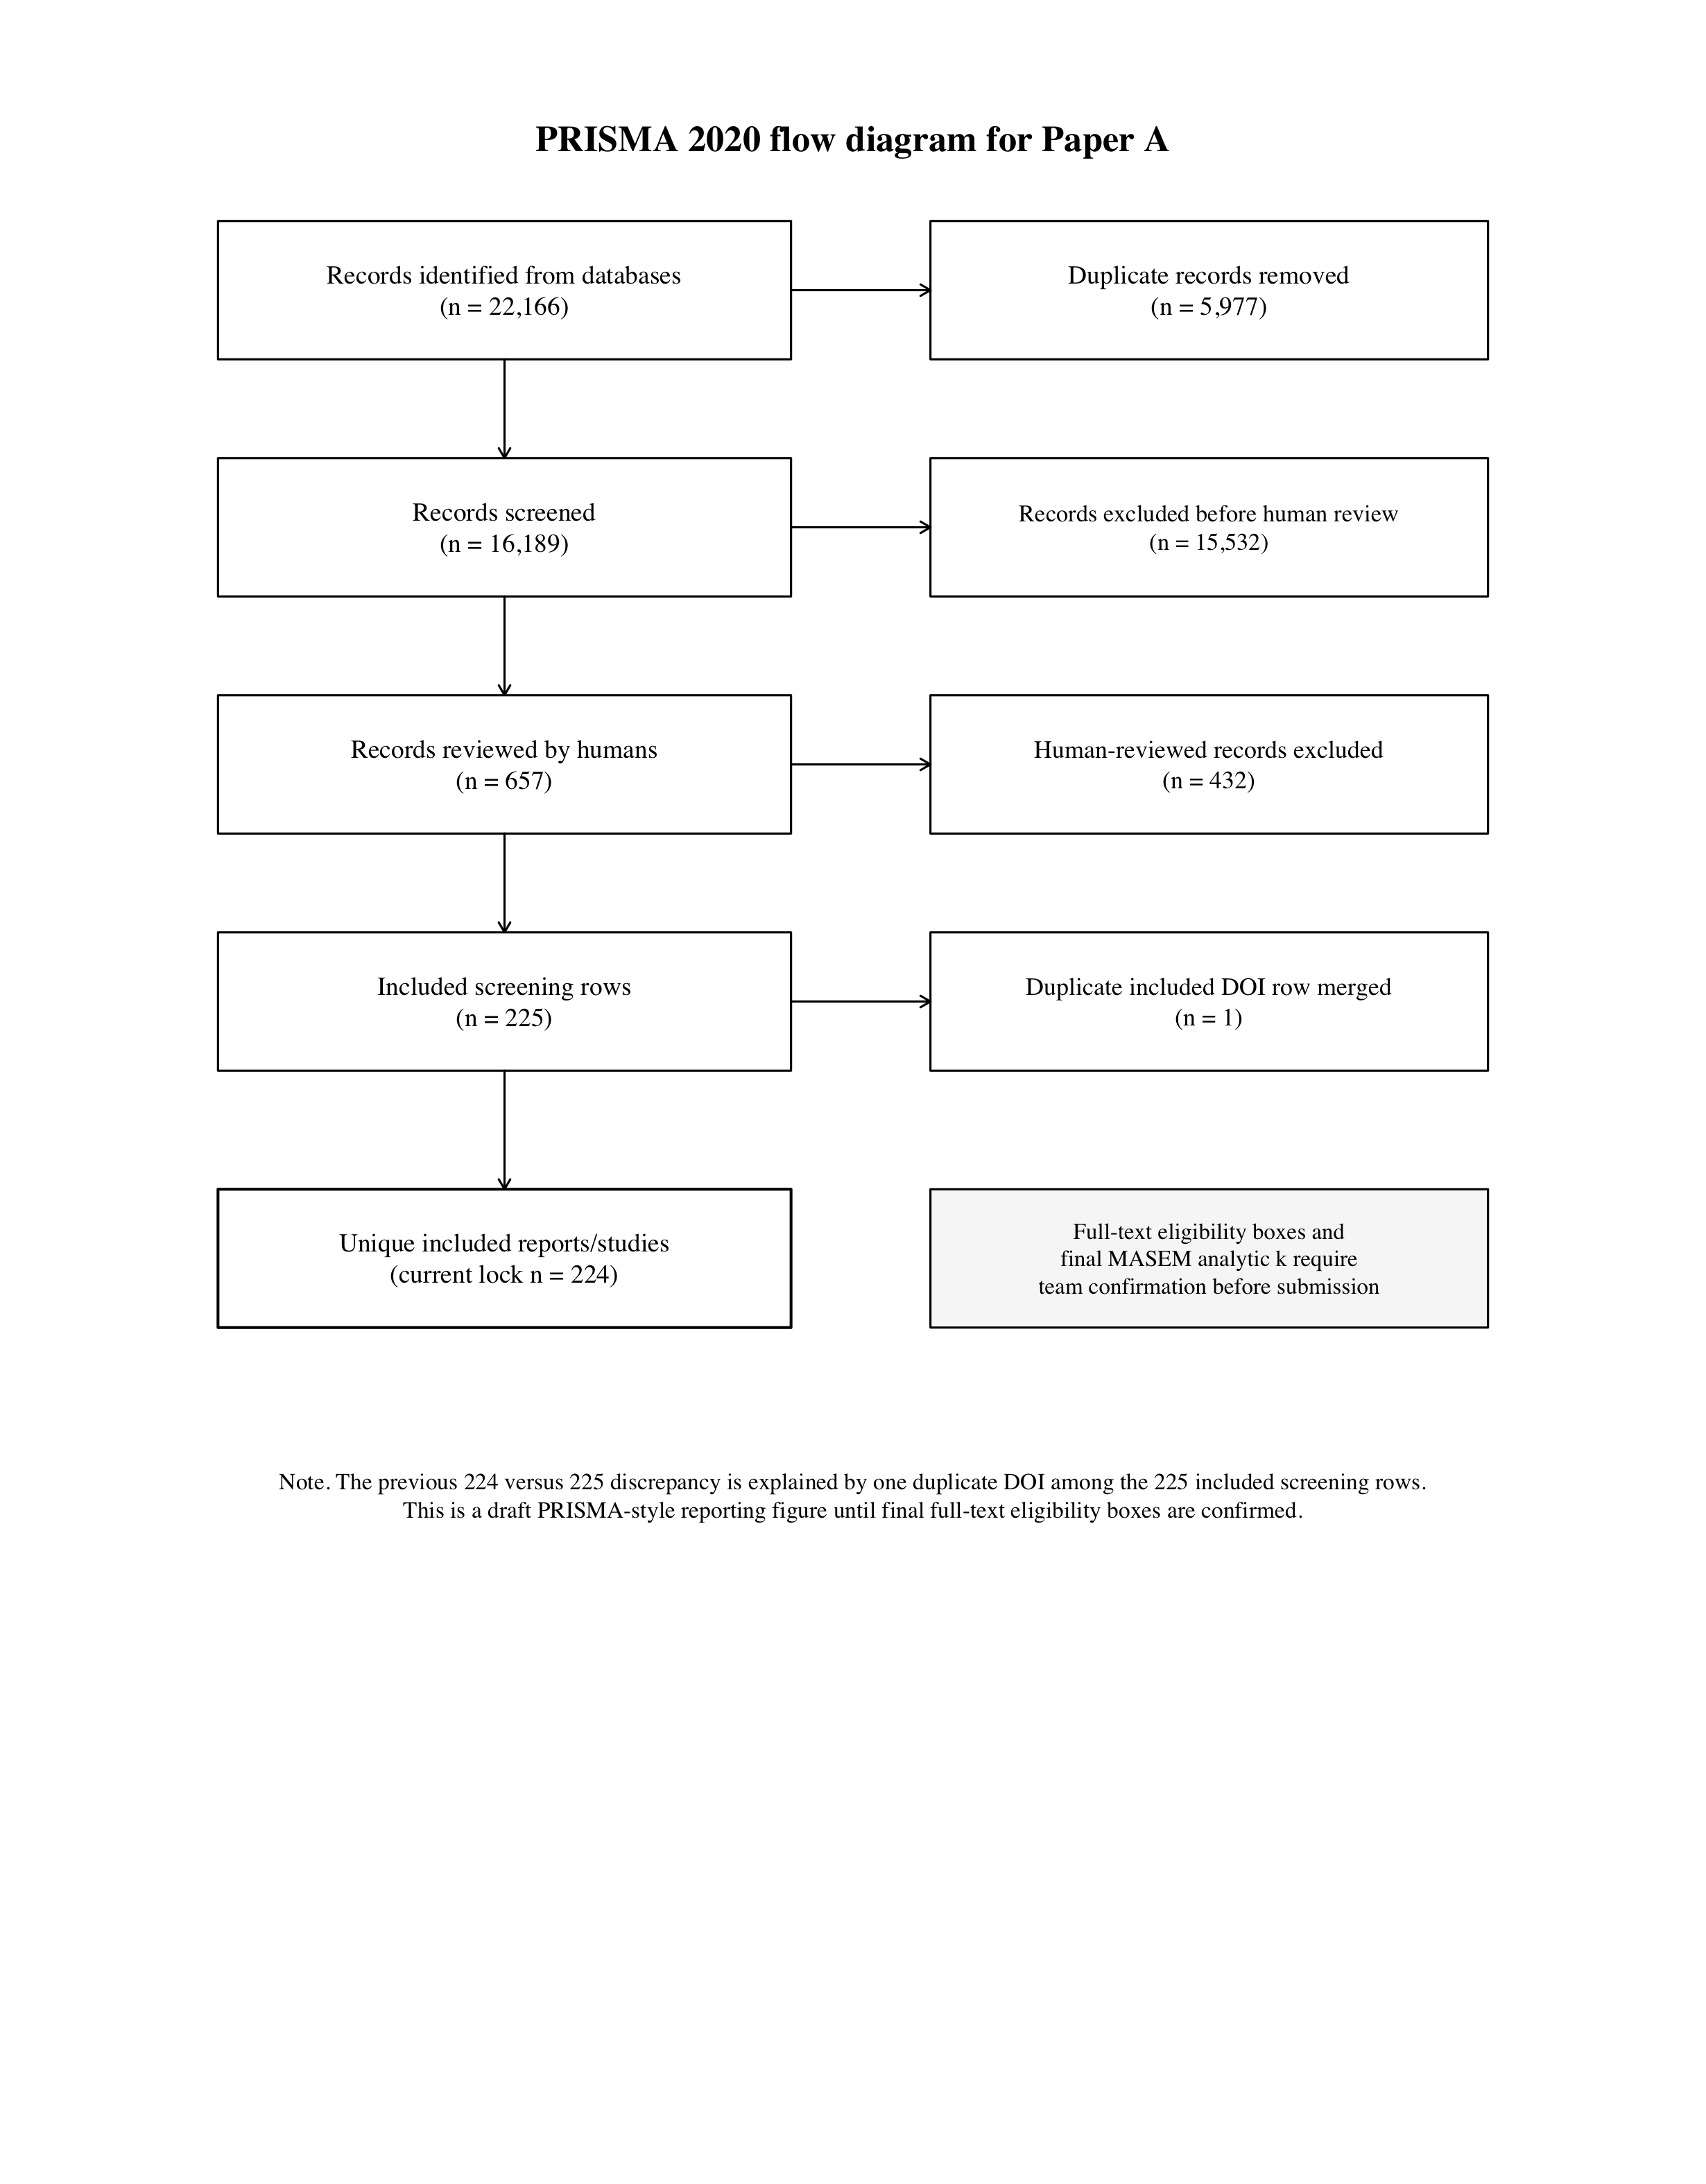 PRISMA 2020 flow diagram for Paper A
Records identified from databases
(n = 22,166)
Duplicate records removed
(n = 5,977)
Records screened
(n = 16,189)
Records excluded before human review
(n = 15,532)
Records reviewed by humans
(n = 657)
Human-reviewed records excluded
(n = 432)
Included screening rows
(n = 225)
Duplicate included DOI row merged
(n = 1)
Unique included reports/studies
(current lock n = 224)
Full-text eligibility boxes and
final MASEM analytic k require
team confirmation before submission
Note. The previous 224 versus 225 discrepancy is explained by one duplicate DOI among the 225 included screening rows.
This is a draft PRISMA-style reporting figure until final full-text eligibility boxes are confirmed.